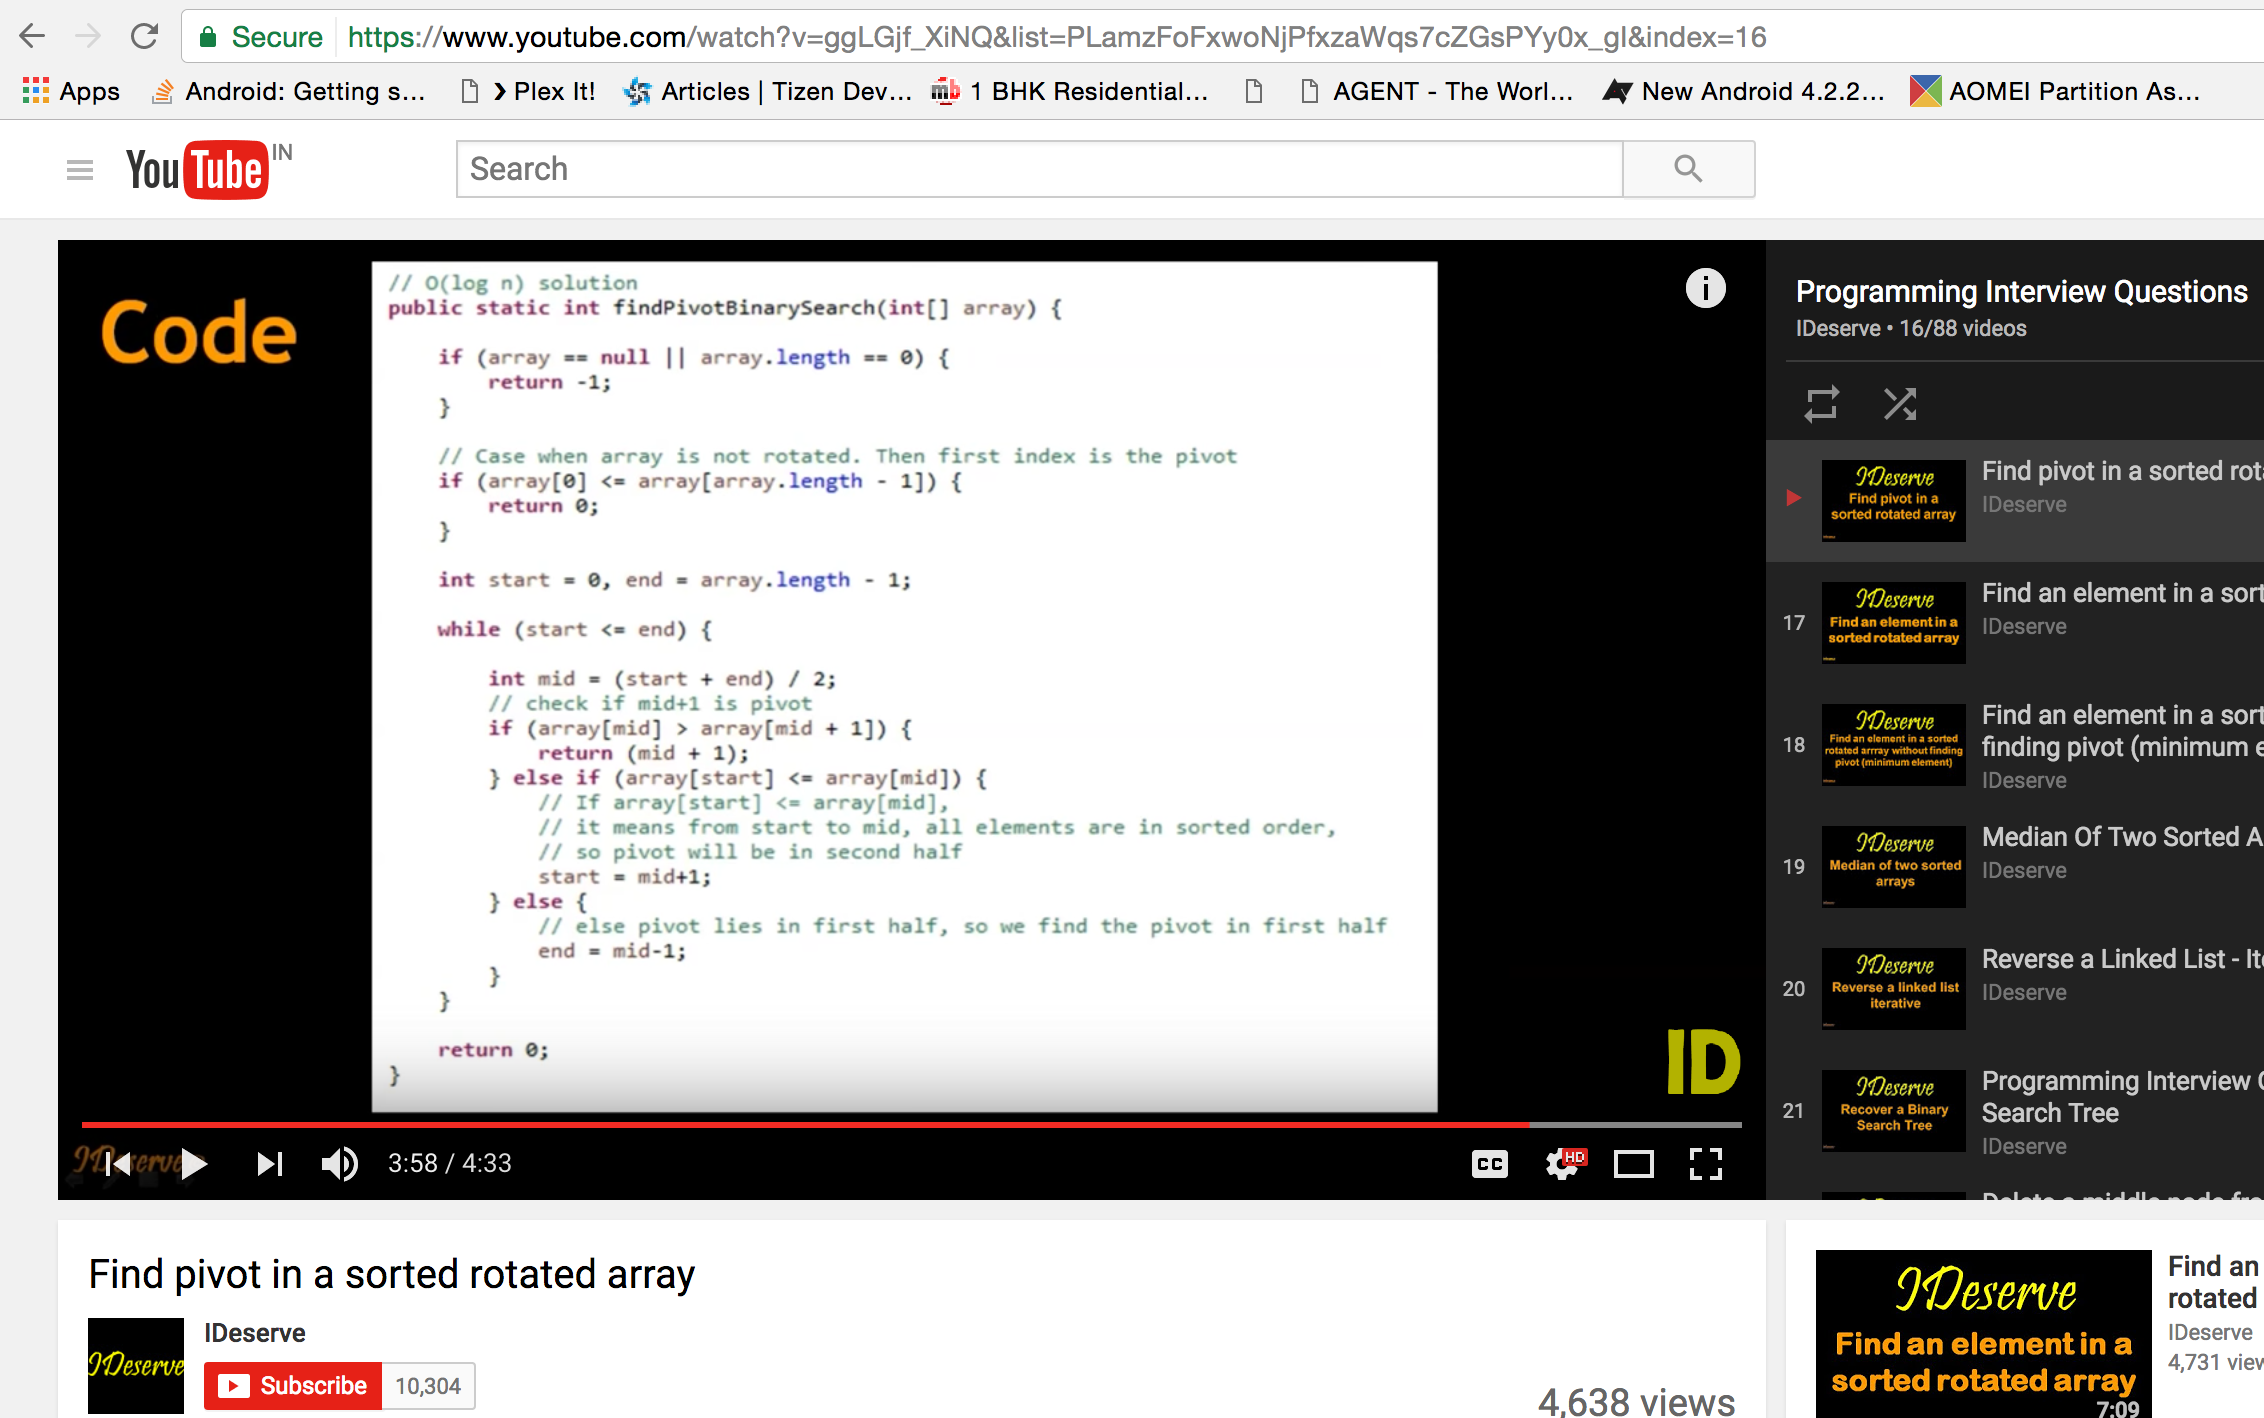 Secure https://www.youtube.com/watch?v=ggLGjf_XiNQ&list=PLamzFoFxwoNjPfxzaWqs7cZGsPYy0x_gl&index=16
Apps Android: Getting s... > Plex It! Articles | Tizen Dev... mb 1 BHK Residential... AGENT - The Worl... New Android 4.2.2... AOMEI Partition As...
YouTube IN
Search
Code
// O(log n) solution
public static int findPivotBinarySearch(int[] array) {
if (array == null || array.length == 0) {
return -1;
}
// Case when array is not rotated. Then first index is the pivot
if (array[0] <= array[array.length - 1]) {
return 0;
}
int start = 0, end = array.length - 1;
while (start <= end) {
int mid = (start + end) / 2;
// check if mid+1 is pivot
if (array[mid] > array[mid + 1]) {
return (mid + 1);
} else if (array[start] <= array[mid]) {
// If array[start] <= array[mid],
// it means from start to mid, all elements are in sorted order,
// so pivot will be in second half
start = mid+1;
} else {
// else pivot lies in first half, so we find the pivot in first half
end = mid-1;
}
}
return 0;
}
ID
IDeserve
3:58 / 4:33
CC
HD
Programming Interview Questions
IDeserve • 16/88 videos
IDeserve
Find pivot in a
sorted rotated array
Find pivot in a sorted rot
IDeserve
17
IDeserve
Find an element in a
sorted rotated array
Find an element in a sort
IDeserve
18
IDeserve
Find an element in a sorted
rotated arrray without finding
pivot (minimum element)
Find an element in a sort
finding pivot (minimum e
IDeserve
19
IDeserve
Median of two sorted
arrays
Median Of Two Sorted A
IDeserve
20
IDeserve
Reverse a linked list
iterative
Reverse a Linked List - It
IDeserve
21
IDeserve
Recover a Binary
Search Tree
Programming Interview
Search Tree
IDeserve
Delete a middle node fro
Find pivot in a sorted rotated array
IDeserve
IDeserve
Subscribe 10,304
4,638 views
IDeserve
Find an element in a
sorted rotated array
7:09
Find an
rotated
IDeserve
4,731 view